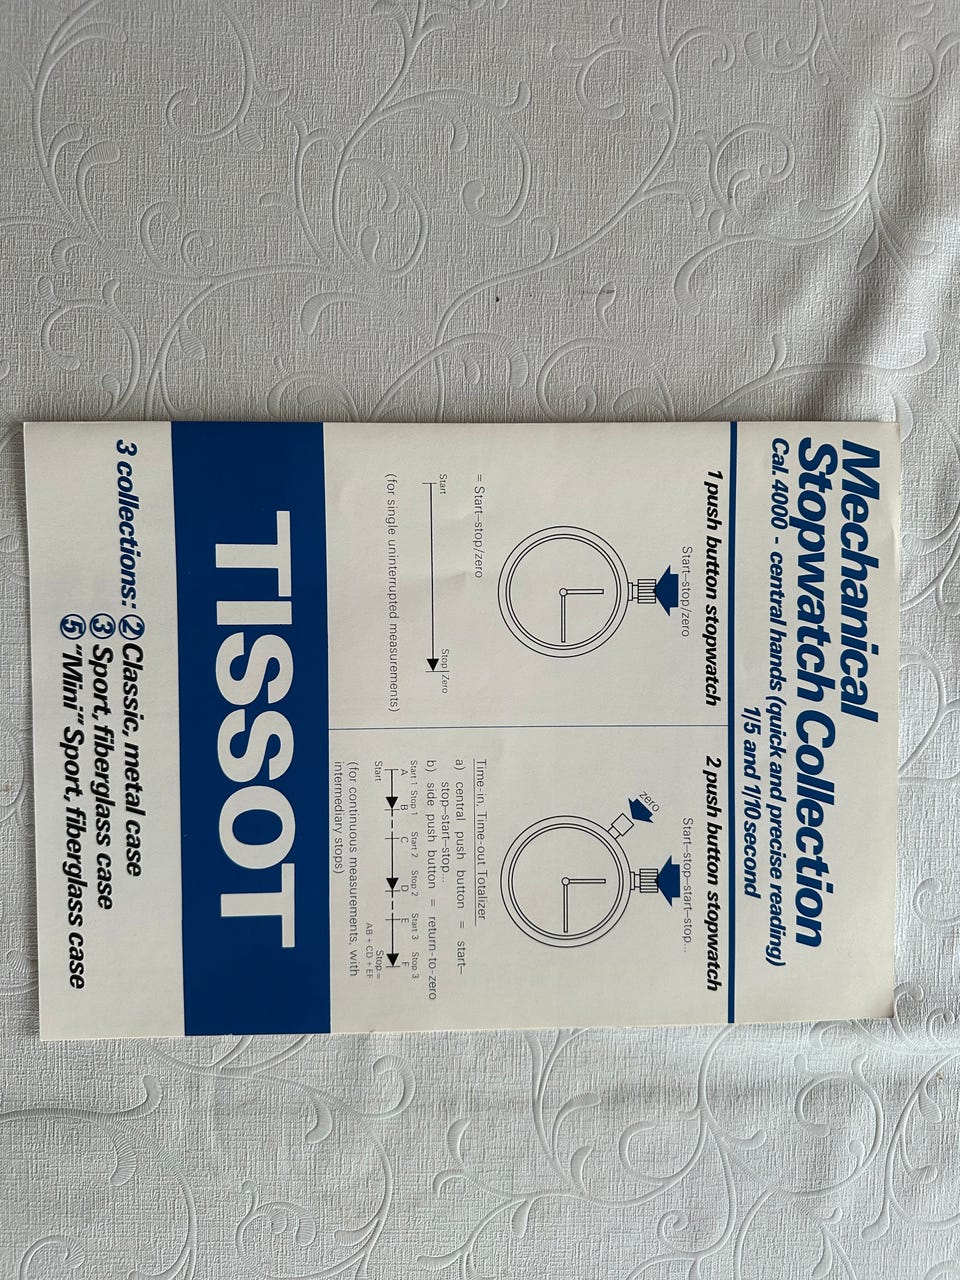 Mechanical
Stopwatch Collection
Cal. 4000 - central hands (quick and precise reading)
1/5 and 1/10 second
1 push button stopwatch
Start–stop/zero
= Start–stop/zero
Start
Stop
Zero
(for single uninterrupted measurements)
2 push button stopwatch
Start–stop–start–stop...
zero
Time-in, Time-out Totalizer
a) central push button = start–
stop–start–stop...
b) side push button = return-to-zero
Start 1 Stop 1 Start 2 Stop 2 Start 3 Stop 3
A B C D E F
Start
Stop =
AB + CD + EF
(for continuous measurements, with
intermediary stops)
TISSOT
3 collections: 2 Classic, metal case
3 Sport, fiberglass case
5 "Mini" Sport, fiberglass case